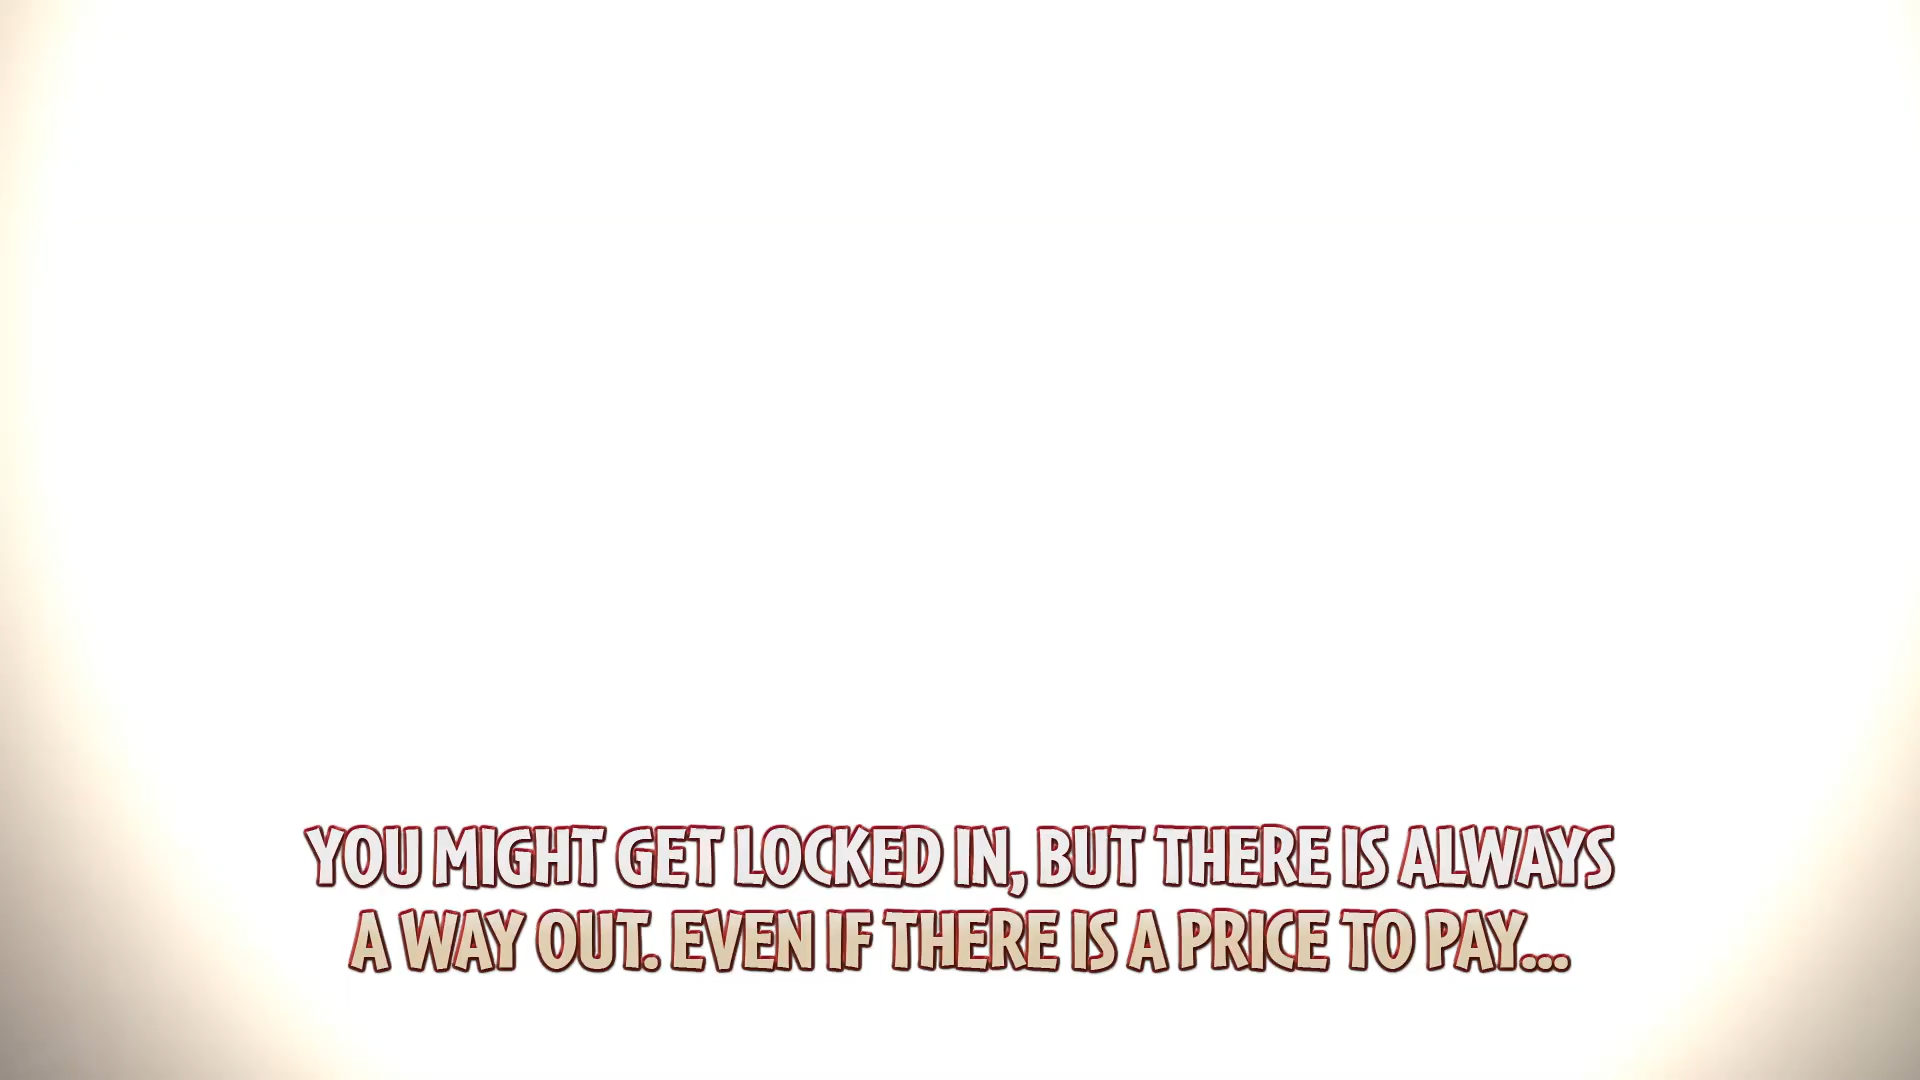 YOU MIGHT GET LOCKED IN, BUT THERE IS ALWAYS
A WAY OUT. EVEN IF THERE IS A PRICE TO PAY...